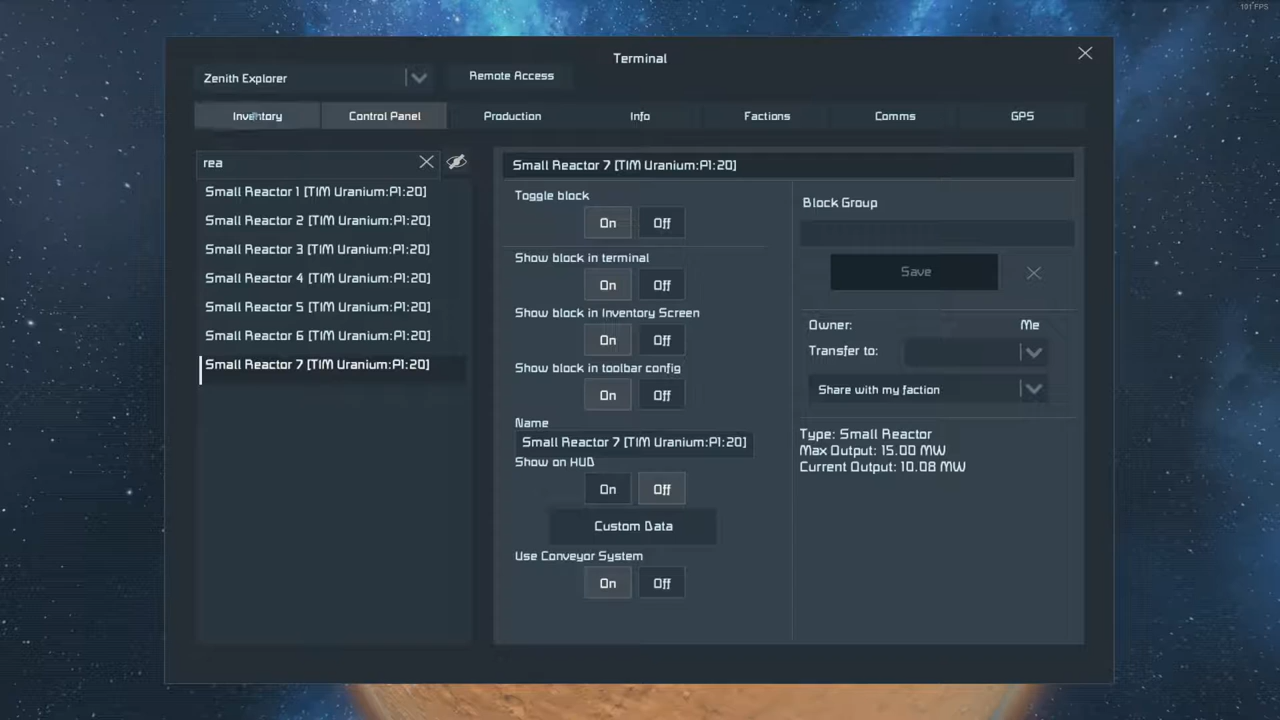 101 FPS
Terminal
Zenith Explorer
Remote Access
Inventory
Control Panel
Production
Info
Factions
Comms
GPS
rea
Small Reactor 1 [TIM Uranium:P1:20]
Small Reactor 2 [TIM Uranium:P1:20]
Small Reactor 3 [TIM Uranium:P1:20]
Small Reactor 4 [TIM Uranium:P1:20]
Small Reactor 5 [TIM Uranium:P1:20]
Small Reactor 6 [TIM Uranium:P1:20]
Small Reactor 7 [TIM Uranium:P1:20]
Small Reactor 7 [TIM Uranium:P1:20]
Toggle block
On Off
Show block in terminal
On Off
Show block in Inventory Screen
On Off
Show block in toolbar config
On Off
Name
Small Reactor 7 [TIM Uranium:P1:20]
Show on HUD
On Off
Custom Data
Use Conveyor System
On Off
Block Group
Save
Owner: Me
Transfer to:
Share with my faction
Type: Small Reactor
Max Output: 15.00 MW
Current Output: 10.08 MW